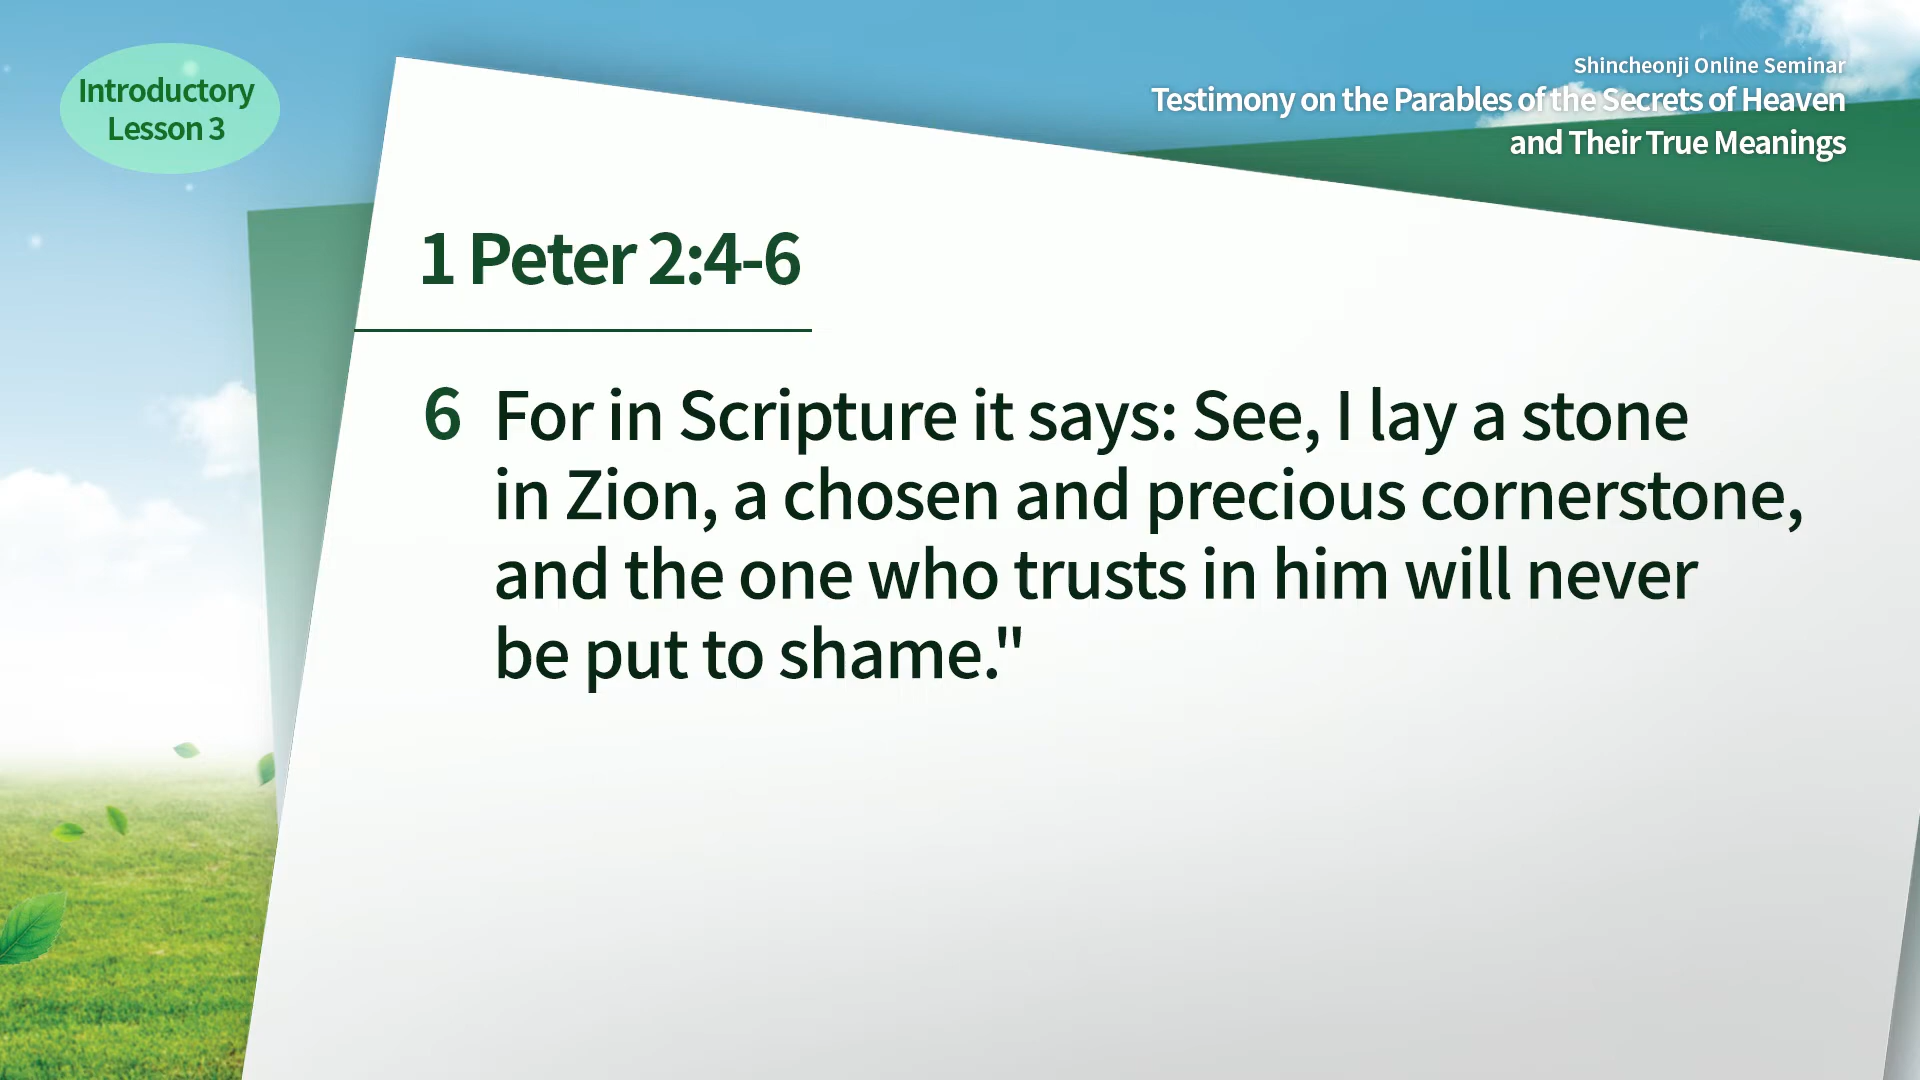 Introductory
Lesson 3
Shincheonji Online Seminar
Testimony on the Parables of the Secrets of Heaven
and Their True Meanings
1 Peter 2:4-6
6 For in Scripture it says: See, I lay a stone
in Zion, a chosen and precious cornerstone,
and the one who trusts in him will never
be put to shame."